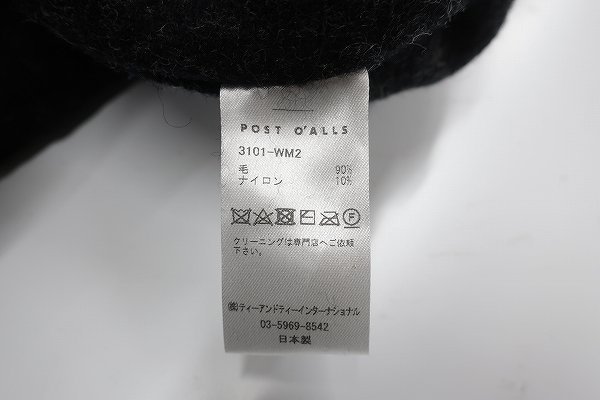 POST O'ALLS
3101-WM2
毛 90%
ナイロン 10%
クリーニングは専門店へご依頼
下さい。
㈱ティーアンドティーインターナショナル
03-5969-8542
日本製